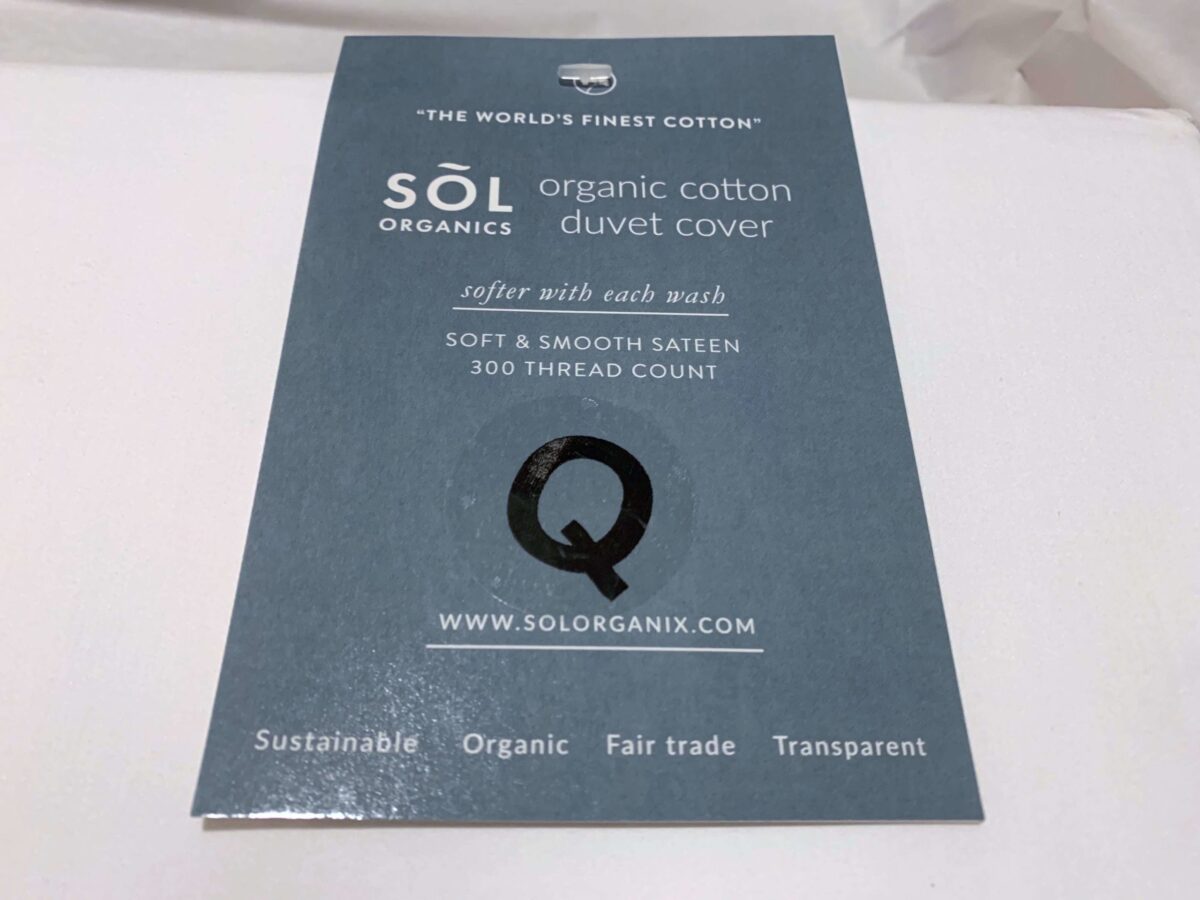 “THE WORLD'S FINEST COTTON”
SÕL
ORGANICS
organic cotton
duvet cover
softer with each wash
SOFT & SMOOTH SATEEN
300 THREAD COUNT
Q
WWW.SOLORGANIX.COM
Sustainable Organic Fair trade Transparent